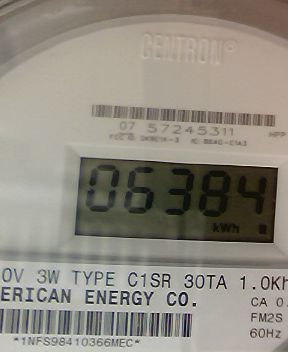 CENTRON®
07 57245311
HPP
06384
kWh
0V 3W TYPE C1SR 30TA 1.0Kh
ERICAN ENERGY CO.
CA 0.
FM2S
60Hz
*1NFS98410366MEC*